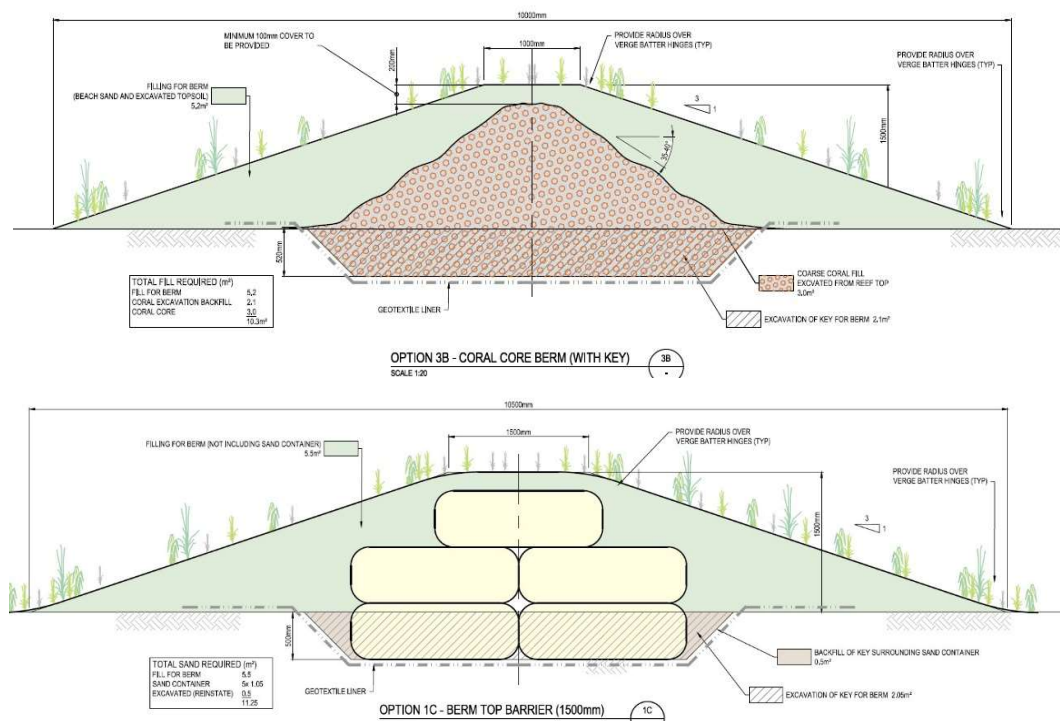 10000mm
MINIMUM 100mm COVER TO
BE PROVIDED
200mm
1000mm
PROVIDE RADIUS OVER
VERGE BATTER HINGES (TYP)
PROVIDE RADIUS OVER
VERGE BATTER HINGES (TYP)
FILLING FOR BERM
(BEACH SAND AND EXCAVATED TOPSOIL)
5.2m²
3
1
1500mm
35-40°
520mm
TOTAL FILL REQUIRED (m³)
FILL FOR BERM 5.2
CORAL EXCAVATION BACKFILL 2.1
CORAL CORE 3.0
10.3m³
GEOTEXTILE LINER
COARSE CORAL FILL
EXCVATED FROM REEF TOP
3.0m²
EXCAVATION OF KEY FOR BERM 2.1m²
OPTION 3B - CORAL CORE BERM (WITH KEY)
SCALE 1:20
3B
-
10500mm
FILLING FOR BERM (NOT INCLUDING SAND CONTAINER)
5.5m²
1500mm
PROVIDE RADIUS OVER
VERGE BATTER HINGES (TYP)
PROVIDE RADIUS OVER
VERGE BATTER HINGES (TYP)
3
1
1500mm
500mm
TOTAL SAND REQUIRED (m³)
FILL FOR BERM 5.5
SAND CONTAINER 5x 1.05
EXCAVATED (REINSTATE) 0.5
11.25
GEOTEXTILE LINER
BACKFILL OF KEY SURROUNDING SAND CONTAINER
0.5m²
EXCAVATION OF KEY FOR BERM 2.05m²
OPTION 1C - BERM TOP BARRIER (1500mm)
1C